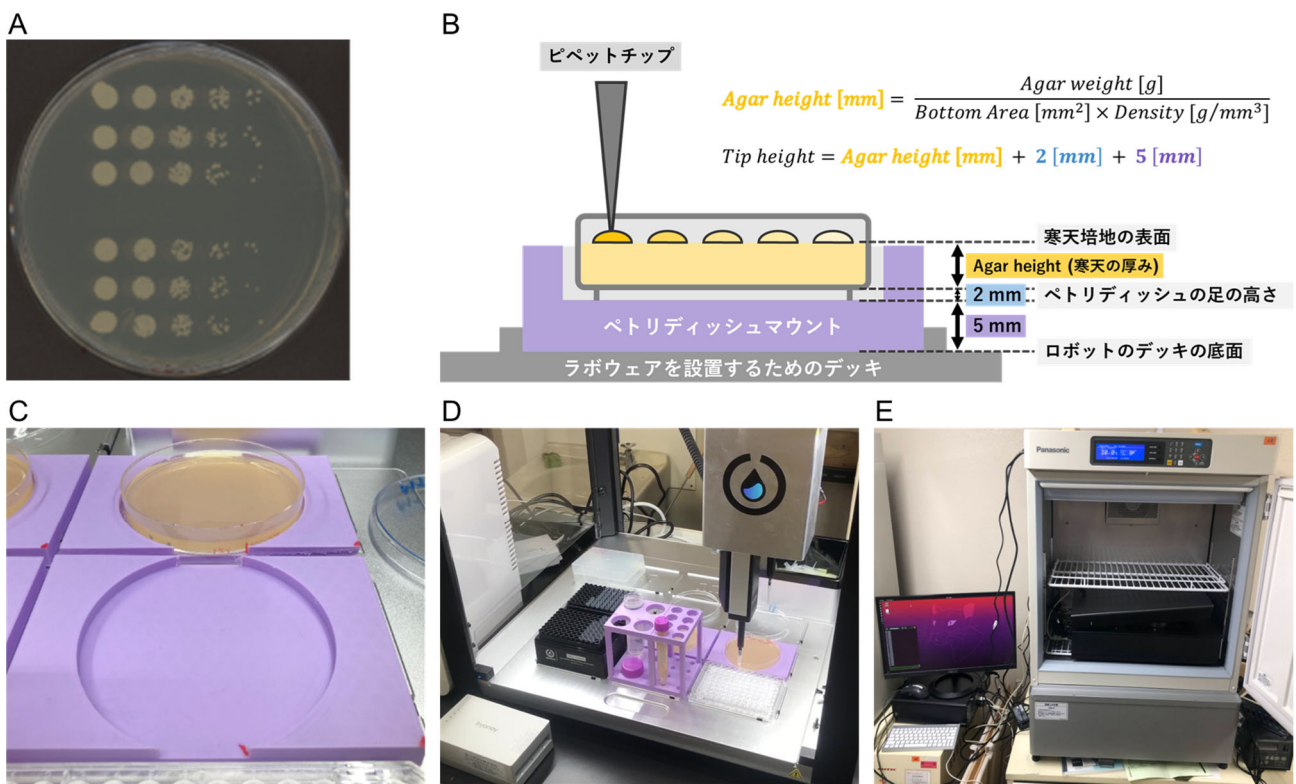 A
B
ピペットチップ
Agar height [mm] = Agar weight [g] / Bottom Area [mm²] × Density [g/mm³]
Tip height = Agar height [mm] + 2 [mm] + 5 [mm]
寒天培地の表面
Agar height (寒天の厚み)
2 mm
ペトリディッシュの足の高さ
ペトリディッシュマウント
5 mm
ロボットのデッキの底面
ラボウェアを設置するためのデッキ
C
D
E
Panasonic